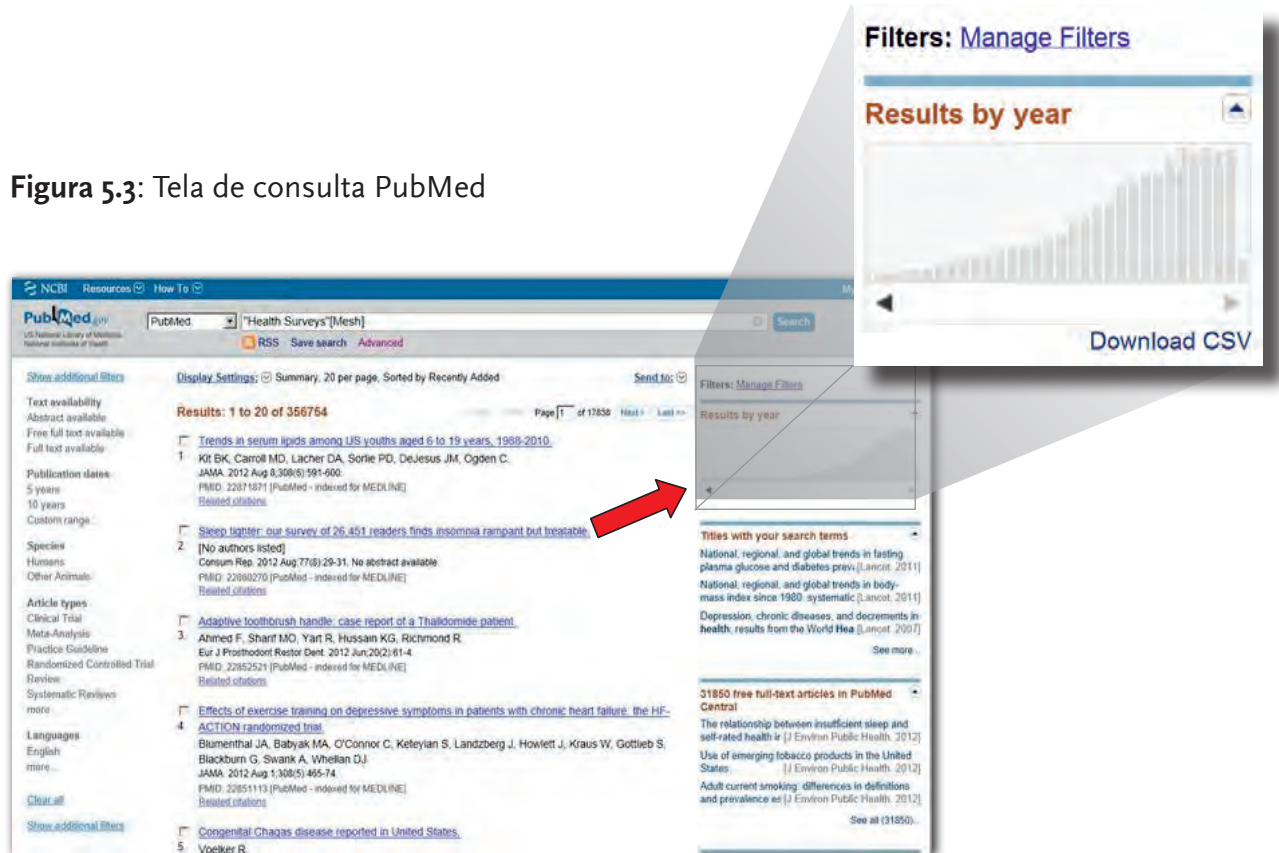 Filters: Manage Filters
Results by year
Download CSV
Figura 5.3: Tela de consulta PubMed
NCBI Resources How To
My
PubMed.gov
US National Library of Medicine
National Institutes of Health
PubMed
"Health Surveys"[Mesh]
Search
RSS Save search Advanced
Show additional filters
Text availability
Abstract available
Free full text available
Full text available
Publication dates
5 years
10 years
Custom range...
Species
Humans
Other Animals
Article types
Clinical Trial
Meta-Analysis
Practice Guideline
Randomized Controlled Trial
Review
Systematic Reviews
more ...
Languages
English
more ...
Clear all
Show additional filters
Display Settings: Summary, 20 per page, Sorted by Recently Added
Send to:
Results: 1 to 20 of 356764
Page 1 of 17838 Next > Last >>
Trends in serum lipids among US youths aged 6 to 19 years, 1988-2010.
1. Kit BK, Carroll MD, Lacher DA, Sorlie PD, DeJesus JM, Ogden C.
JAMA. 2012 Aug 8;308(6):591-600.
PMID: 22871871 [PubMed - indexed for MEDLINE]
Related citations
Sleep tighter: our survey of 26,451 readers finds insomnia rampant but treatable.
2. [No authors listed]
Consum Rep. 2012 Aug;77(8):29-31. No abstract available.
PMID: 22860270 [PubMed - indexed for MEDLINE]
Related citations
Adaptive toothbrush handle: case report of a Thalidomide patient.
3. Ahmed F, Sharif MO, Yart R, Hussain KG, Richmond R.
Eur J Prosthodont Restor Dent. 2012 Jun;20(2):61-4.
PMID: 22852521 [PubMed - indexed for MEDLINE]
Related citations
Effects of exercise training on depressive symptoms in patients with chronic heart failure: the HF-
4. ACTION randomized trial.
Blumenthal JA, Babyak MA, O'Connor C, Keteyian S, Landzberg J, Howlett J, Kraus W, Gottlieb S,
Blackburn G, Swank A, Whellan DJ.
JAMA. 2012 Aug 1;308(5):465-74.
PMID: 22851113 [PubMed - indexed for MEDLINE]
Related citations
Congenital Chagas disease reported in United States.
5. Voelker R.
Filters: Manage Filters
Results by year
Titles with your search terms
National, regional, and global trends in fasting
plasma glucose and diabetes preva [Lancet. 2011]
National, regional, and global trends in body-
mass index since 1980: systematic [Lancet. 2011]
Depression, chronic diseases, and decrements in
health: results from the World Hea [Lancet. 2007]
See more...
31850 free full-text articles in PubMed
Central
The relationship between insufficient sleep and
self-rated health ir [J Environ Public Health. 2012]
Use of emerging tobacco products in the United
States. [J Environ Public Health. 2012]
Adult current smoking: differences in definitions
and prevalence es [J Environ Public Health. 2012]
See all (31850)...